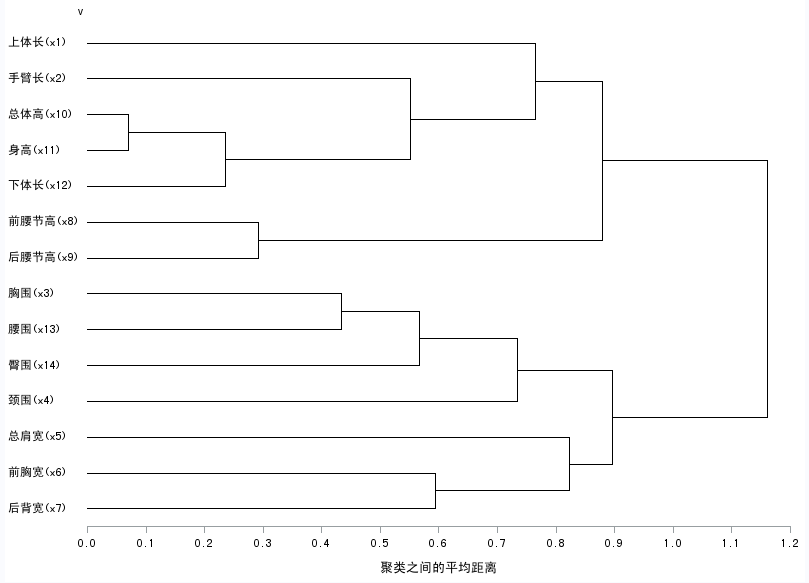 v
上体长(x1)
手臂长(x2)
总体高(x10)
身高(x11)
下体长(x12)
前腰节高(x8)
后腰节高(x9)
胸围(x3)
腰围(x13)
臀围(x14)
颈围(x4)
总肩宽(x5)
前胸宽(x6)
后背宽(x7)
0.0 0.1 0.2 0.3 0.4 0.5 0.6 0.7 0.8 0.9 1.0 1.1 1.2
聚类之间的平均距离